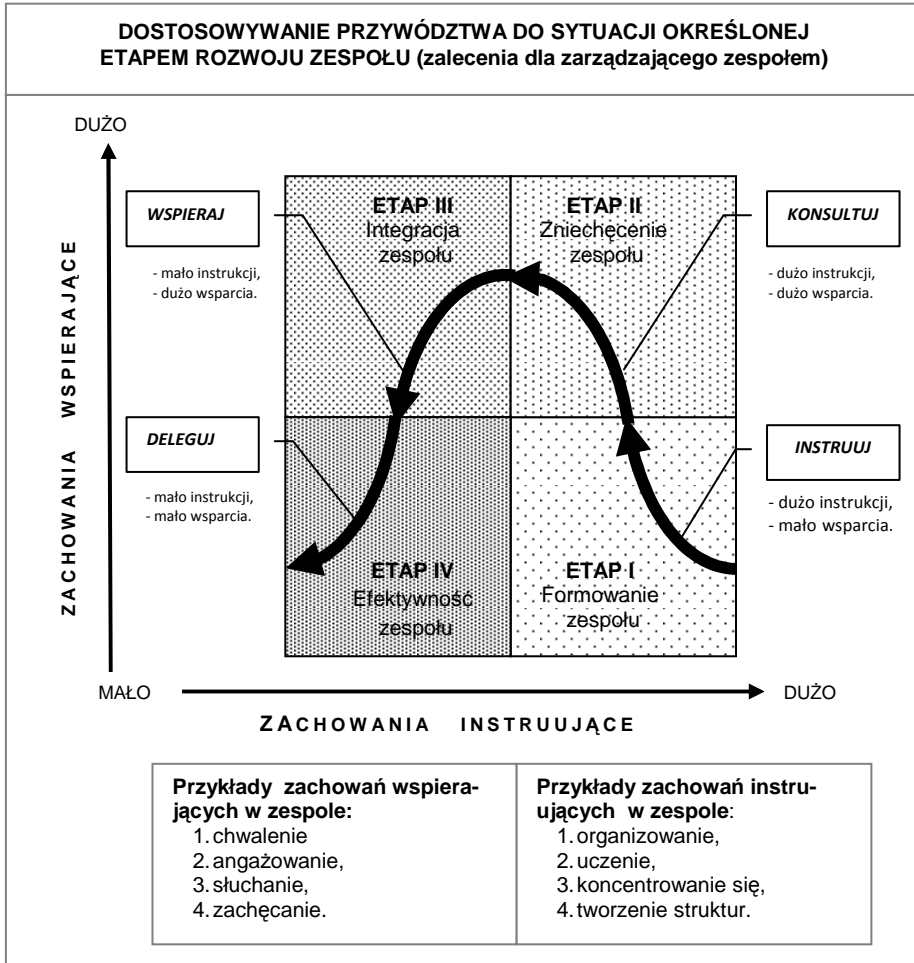 DOSTOSOWYWANIE PRZYWÓDZTWA DO SYTUACJI OKREŚLONEJ
ETAPEM ROZWOJU ZESPOŁU (zalecenia dla zarządzającego zespołem)
DUŻO
ZACHOWANIA WSPIERAJĄCE
WSPIERAJ
- mało instrukcji,
- dużo wsparcia.
ETAP III
Integracja
zespołu
ETAP II
Zniechęcenie
zespołu
KONSULTUJ
- dużo instrukcji,
- dużo wsparcia.
DELEGUJ
- mało instrukcji,
- mało wsparcia.
ETAP IV
Efektywność
zespołu
ETAP I
Formowanie
zespołu
INSTRUUJ
- dużo instrukcji,
- mało wsparcia.
MAŁO
DUŻO
ZACHOWANIA INSTRUUJĄCE
Przykłady zachowań wspiera-
jących w zespole:
1. chwalenie
2. angażowanie,
3. słuchanie,
4. zachęcanie.
Przykłady zachowań instru-
ujących w zespole:
1. organizowanie,
2. uczenie,
3. koncentrowanie się,
4. tworzenie struktur.